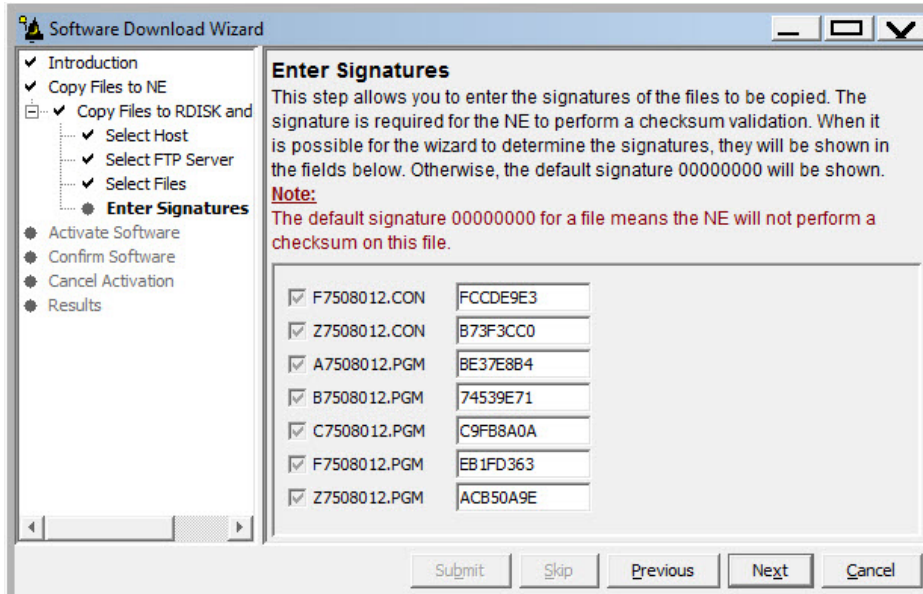 Software Download Wizard
Introduction
Copy Files to NE
Copy Files to RDISK and
Select Host
Select FTP Server
Select Files
Enter Signatures
Activate Software
Confirm Software
Cancel Activation
Results
Enter Signatures
This step allows you to enter the signatures of the files to be copied. The
signature is required for the NE to perform a checksum validation. When it
is possible for the wizard to determine the signatures, they will be shown in
the fields below. Otherwise, the default signature 00000000 will be shown.
Note:
The default signature 00000000 for a file means the NE will not perform a
checksum on this file.
F7508012.CON FCCDE9E3
Z7508012.CON B73F3CC0
A7508012.PGM BE37E8B4
B7508012.PGM 74539E71
C7508012.PGM C9FB8A0A
F7508012.PGM EB1FD363
Z7508012.PGM ACB50A9E
Submit Skip Previous Next Cancel